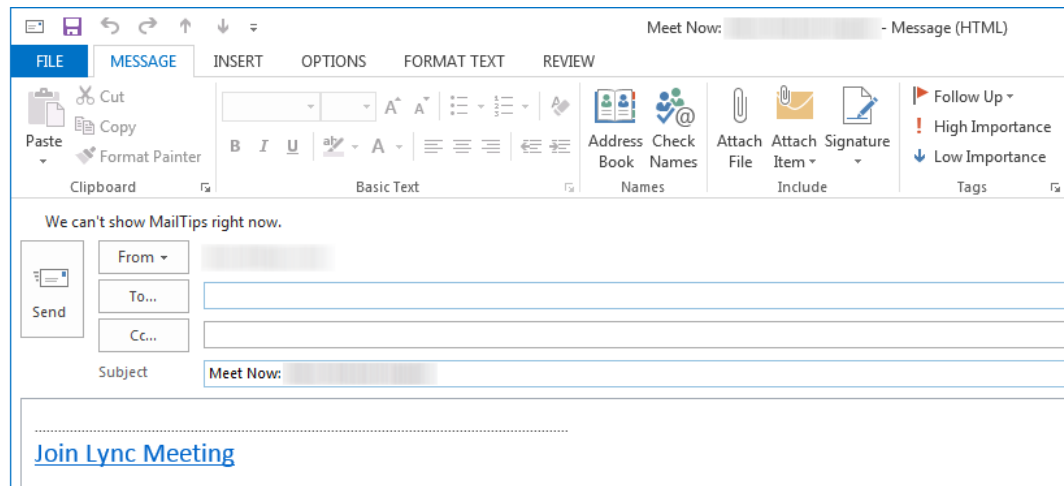 Meet Now: - Message (HTML)
FILE MESSAGE INSERT OPTIONS FORMAT TEXT REVIEW
Paste
Cut
Copy
Format Painter
Clipboard
A A
B I U ab A
Basic Text
Address Book
Check Names
Names
Attach File
Attach Item
Signature
Include
Follow Up
High Importance
Low Importance
Tags
We can't show MailTips right now.
Send
From
To...
Cc...
Subject Meet Now:
Join Lync Meeting